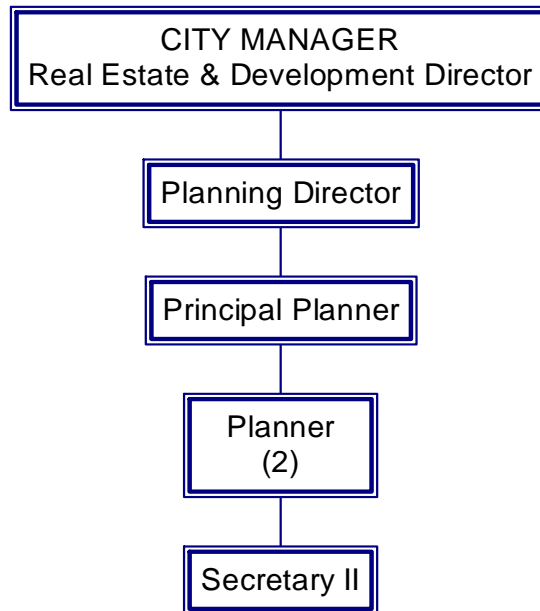 CITY MANAGER
Real Estate & Development Director
Planning Director
Principal Planner
Planner
(2)
Secretary II